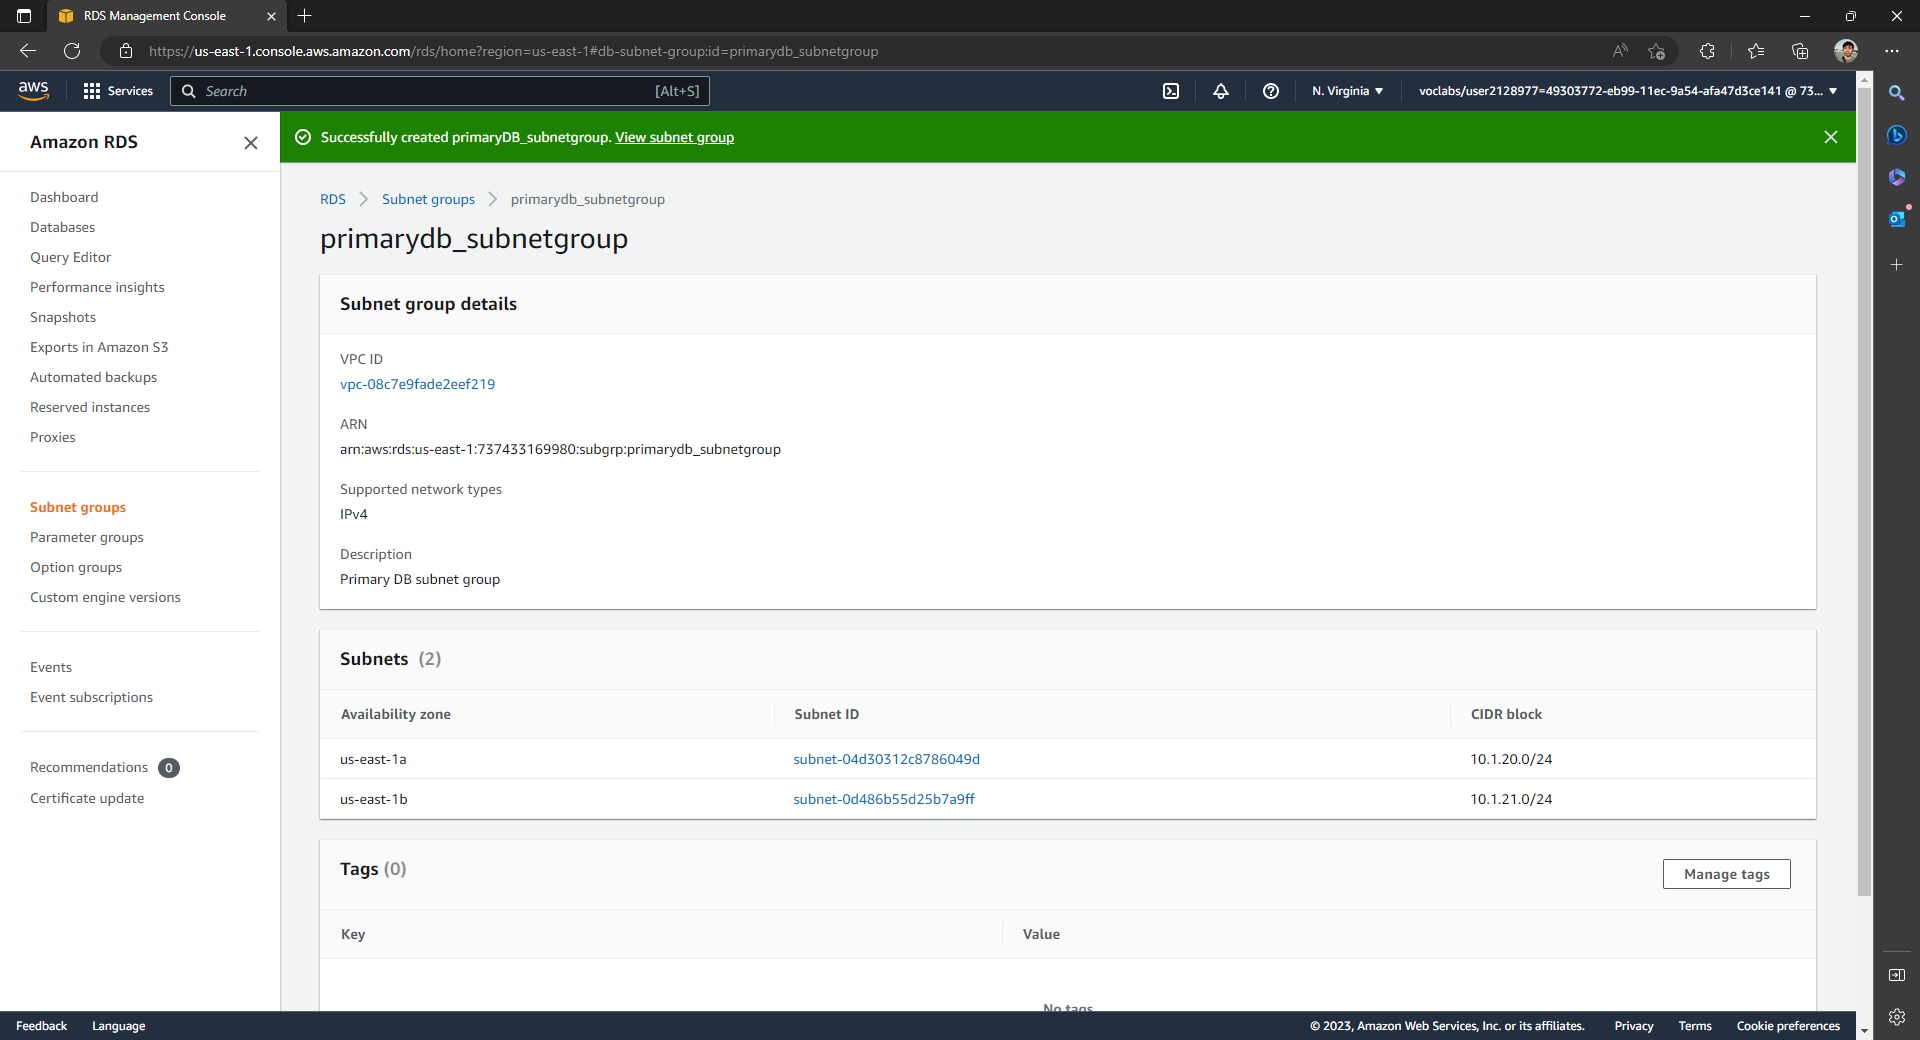 RDS Management Console
https://us-east-1.console.aws.amazon.com/rds/home?region=us-east-1#db-subnet-group:id=primarydb_subnetgroup
aws
Services
Search [Alt+S]
N. Virginia
voclabs/user2128977=49303772-eb99-11ec-9a54-afa47d3ce141 @ 73...
Amazon RDS
Dashboard
Databases
Query Editor
Performance insights
Snapshots
Exports in Amazon S3
Automated backups
Reserved instances
Proxies
Subnet groups
Parameter groups
Option groups
Custom engine versions
Events
Event subscriptions
Recommendations 0
Certificate update
Successfully created primaryDB_subnetgroup. View subnet group
RDS Subnet groups primarydb_subnetgroup
primarydb_subnetgroup
Subnet group details
VPC ID
vpc-08c7e9fade2eef219
ARN
arn:aws:rds:us-east-1:737433169980:subgrp:primarydb_subnetgroup
Supported network types
IPv4
Description
Primary DB subnet group
Subnets (2)
Availability zone Subnet ID CIDR block
us-east-1a subnet-04d30312c8786049d 10.1.20.0/24
us-east-1b subnet-0d486b55d25b7a9ff 10.1.21.0/24
Tags (0)
Manage tags
Key Value
No tags
Feedback Language
© 2023, Amazon Web Services, Inc. or its affiliates. Privacy Terms Cookie preferences